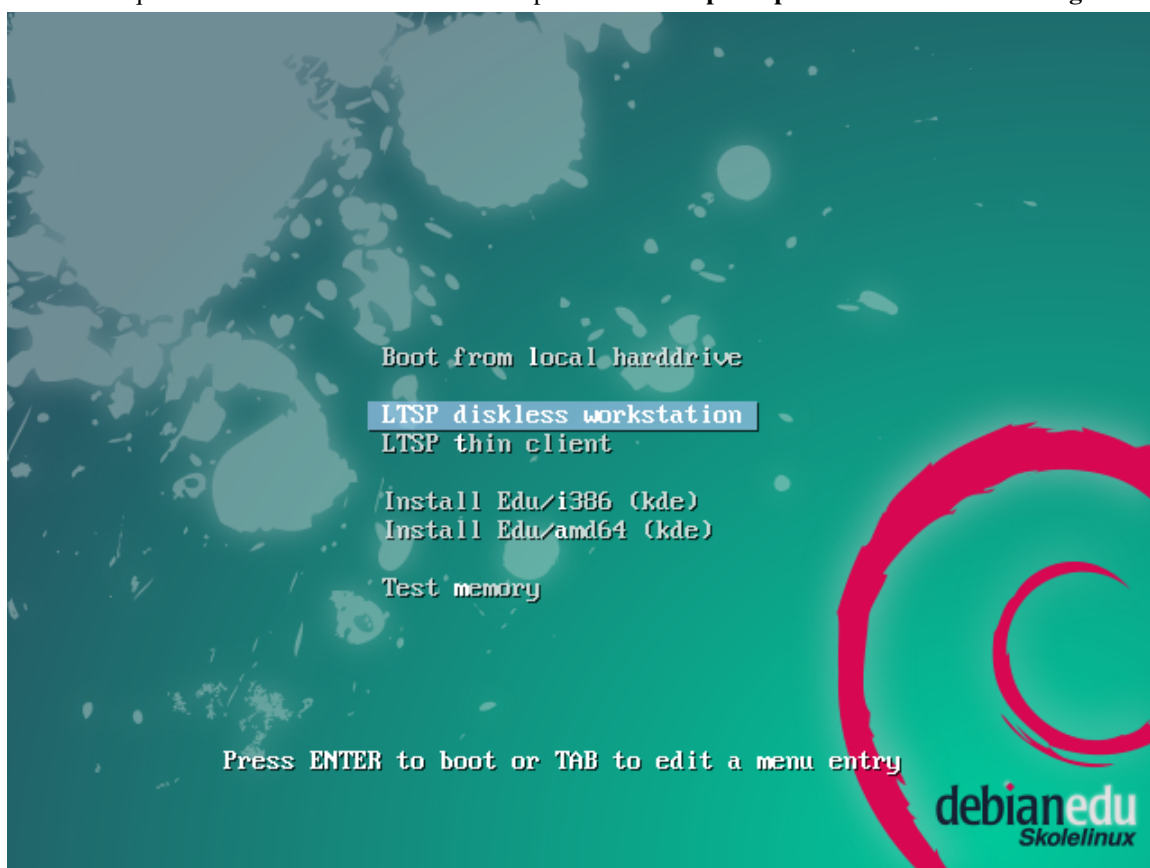 Boot from local harddrive
LTSP diskless workstation
LTSP thin client
Install Edu/i386 (kde)
Install Edu/amd64 (kde)
Test memory
Press ENTER to boot or TAB to edit a menu entry
debianedu
Skolelinux